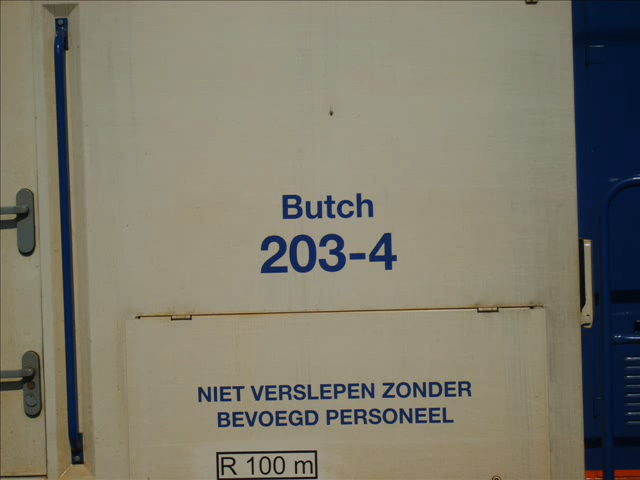 Butch
203-4
NIET VERSLEPEN ZONDER
BEVOEGD PERSONEEL
R 100 m